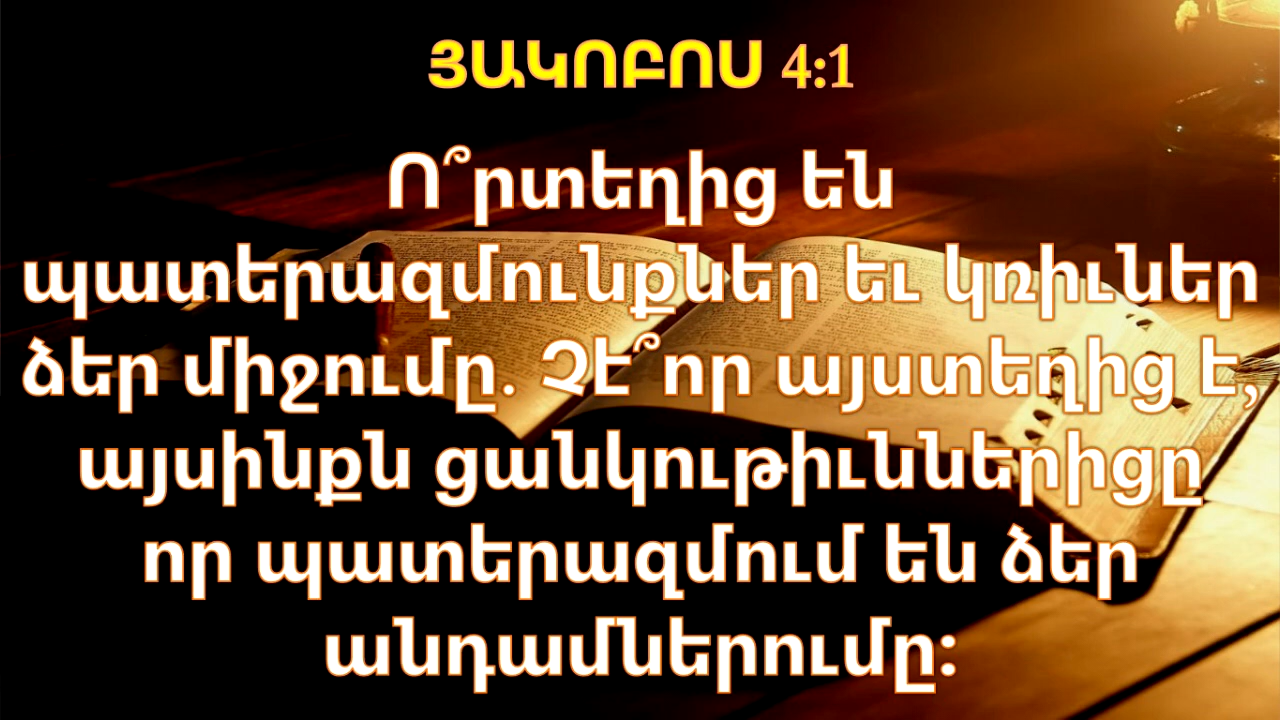 ՅԱԿՈԲՈՍ 4:1
Ո՞րտեղից են
պատերազմունքներ եւ կռիւներ
ձեր միջումը. Չէ՞որ այստեղից է,
այսինքն ցանկութիւններիցը
որ պատերազմում են ձեր
անդամներումը: